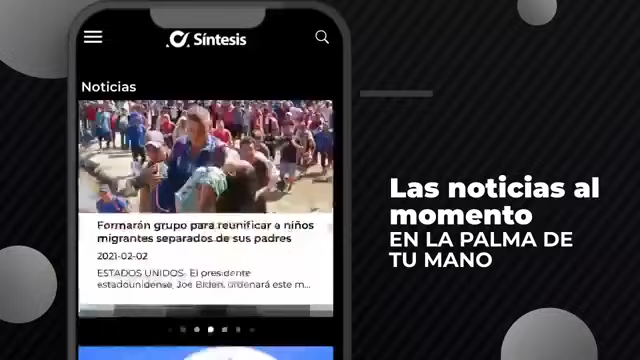 Síntesis
Noticias
Formarán grupo para reunificar a niños
migrantes separados de sus padres
2021-02-02
ESTADOS UNIDOS. El presidente
estadounidense, Joe Biden, ordenará este m...
Las noticias al
momento
EN LA PALMA DE
TU MANO